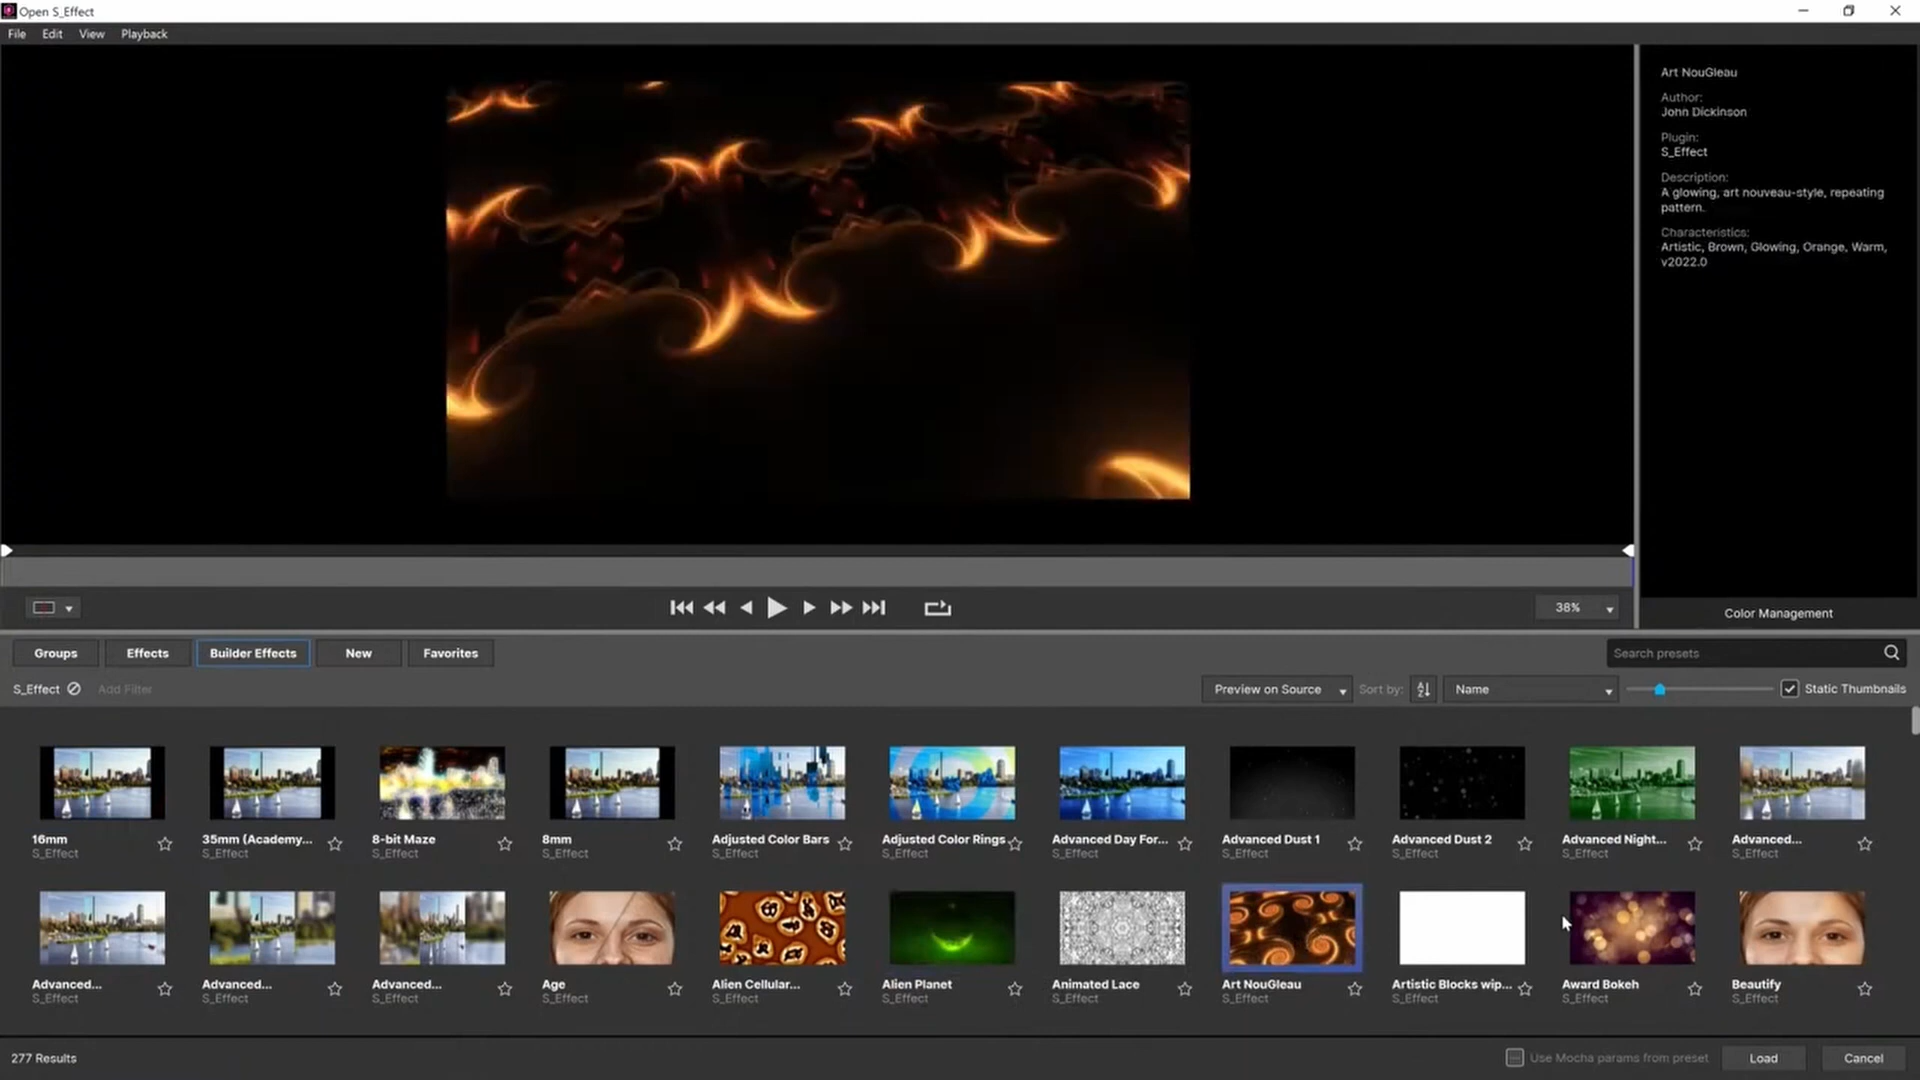 Open S_Effect
File Edit View Playback
Art NouGleau
Author:
John Dickinson
Plugin:
S_Effect
Description:
A glowing, art nouveau-style, repeating
pattern.
Characteristics:
Artistic, Brown, Glowing, Orange, Warm,
v2022.0
38%
Color Management
Groups Effects Builder Effects New Favorites Search presets
S_Effect Add Filter Preview on Source Sort by: Name Static Thumbnails
16mm 35mm (Academy... 8-bit Maze 8mm Adjusted Color Bars Adjusted Color Rings Advanced Day For... Advanced Dust 1 Advanced Dust 2 Advanced Night... Advanced...
S_Effect S_Effect S_Effect S_Effect S_Effect S_Effect S_Effect S_Effect S_Effect S_Effect S_Effect
Advanced... Advanced... Advanced... Age Alien Cellular... Alien Planet Animated Lace Art NouGleau Artistic Blocks wip... Award Bokeh Beautify
S_Effect S_Effect S_Effect S_Effect S_Effect S_Effect S_Effect S_Effect S_Effect S_Effect S_Effect
277 Results Use Mocha params from preset Load Cancel